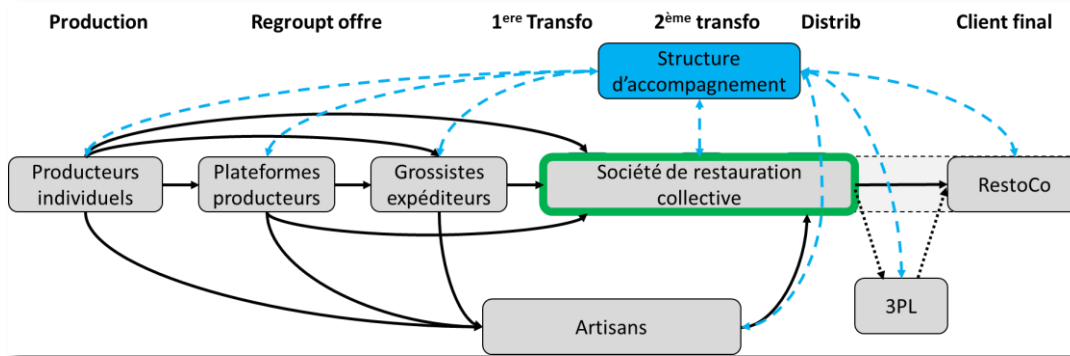 Production Regroupt offre 1ere Transfo 2ème transfo Distrib Client final
Structure
d'accompagnement
Producteurs
individuels
Plateformes
producteurs
Grossistes
expéditeurs
Société de restauration
collective
RestoCo
3PL
Artisans